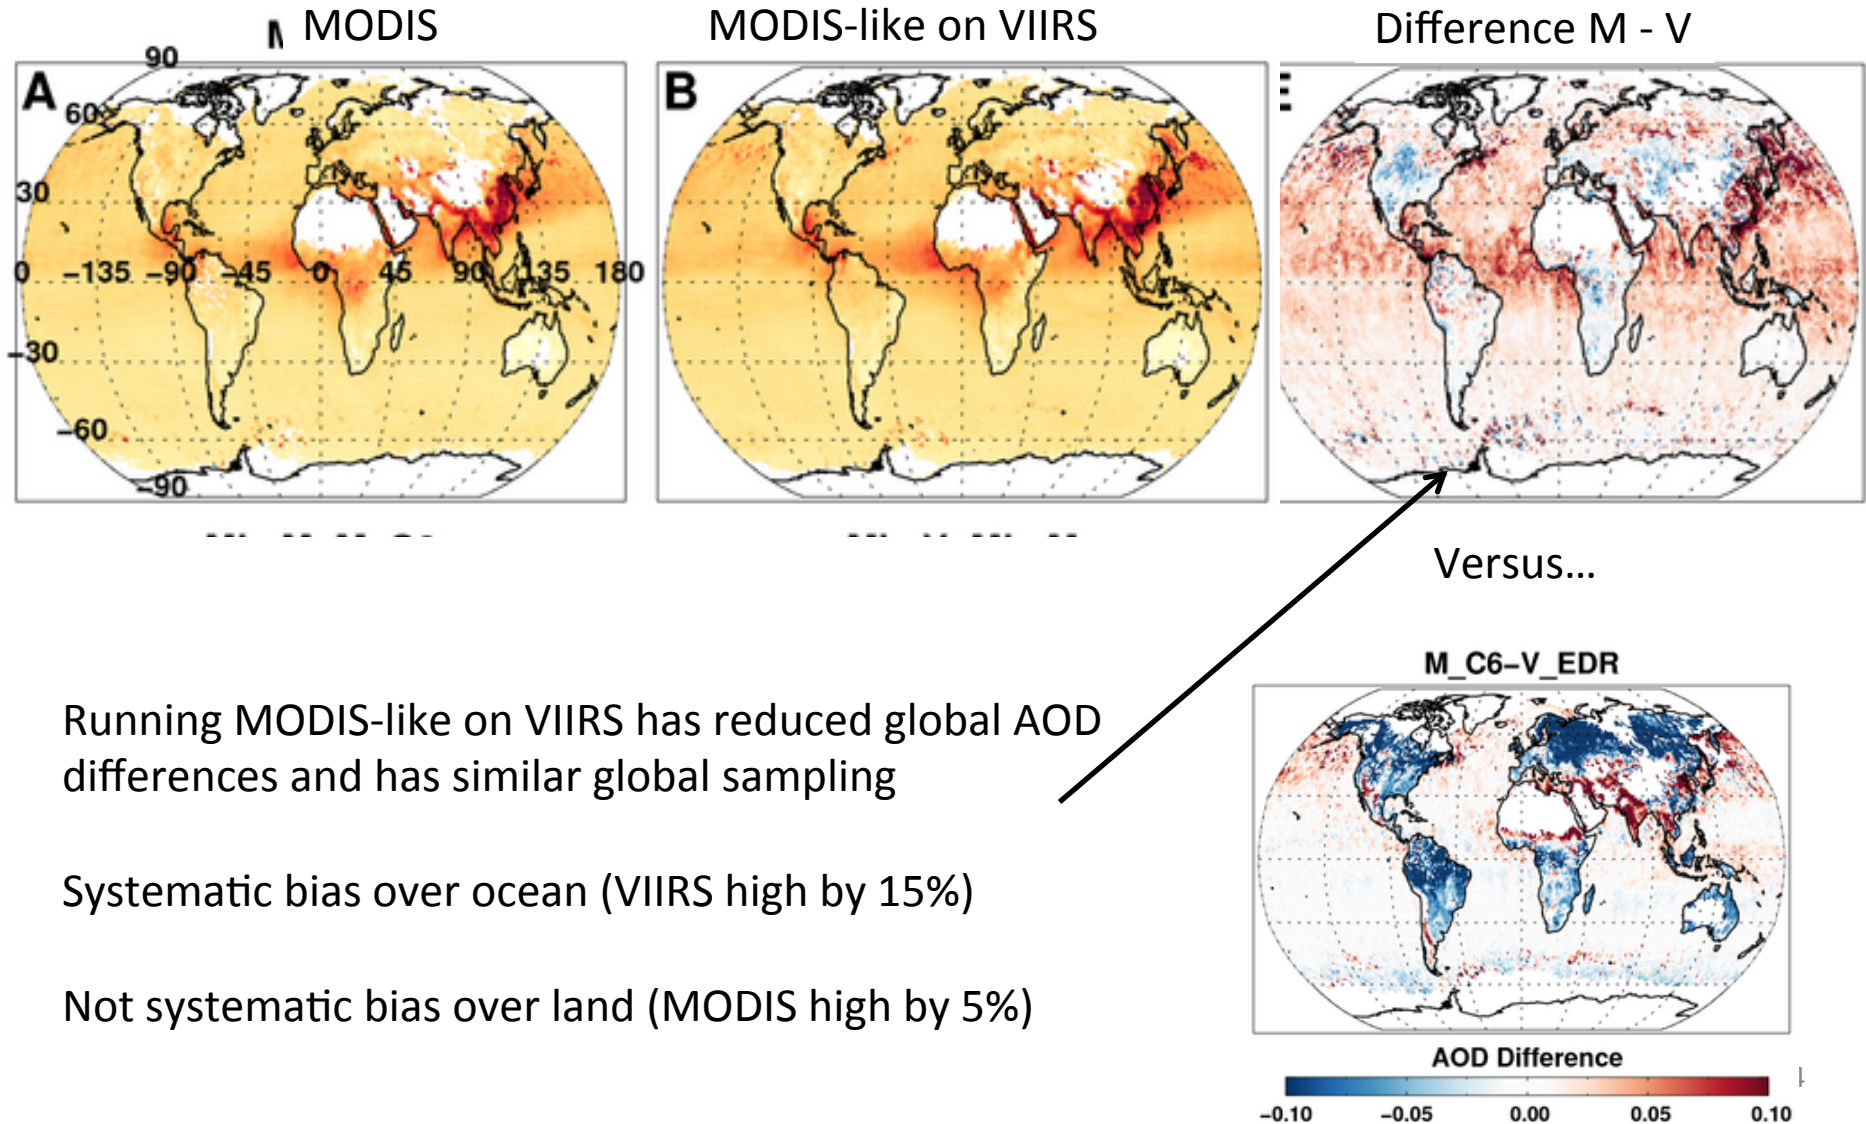 MODIS
MODIS-like on VIIRS
Difference M - V
A
B
90
60
30
0 -135 -90 -45 0 45 90 135 180
-30
-60
-90
Versus...
M_C6-V_EDR
Running MODIS-like on VIIRS has reduced global AOD
differences and has similar global sampling
Systematic bias over ocean (VIIRS high by 15%)
Not systematic bias over land (MODIS high by 5%)
AOD Difference
-0.10 -0.05 0.00 0.05 0.10